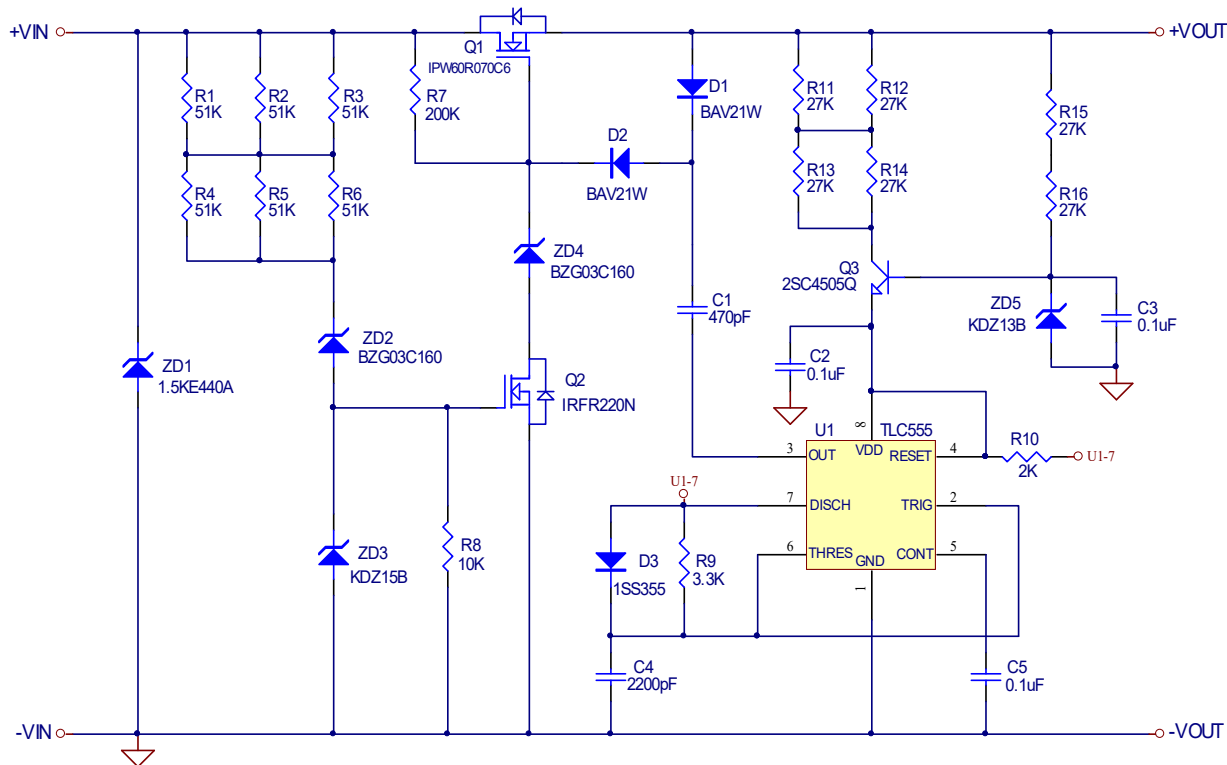 +VIN
+VOUT
Q1
IPW60R070C6
R1
51K
R2
51K
R3
51K
R7
200K
D1
BAV21W
R11
27K
R12
27K
R15
27K
D2
BAV21W
R4
51K
R5
51K
R6
51K
R13
27K
R14
27K
R16
27K
ZD4
BZG03C160
Q3
2SC4505Q
C1
470pF
ZD5
KDZ13B
C3
0.1uF
ZD2
BZG03C160
ZD1
1.5KE440A
C2
0.1uF
Q2
IRFR220N
U1
8
TLC555
VDD
3
OUT
RESET
4
R10
2K
U1-7
U1-7
7
DISCH
TRIG
2
6
THRES
GND
CONT
5
1
ZD3
KDZ15B
R8
10K
D3
1SS355
R9
3.3K
C4
2200pF
C5
0.1uF
-VIN
-VOUT